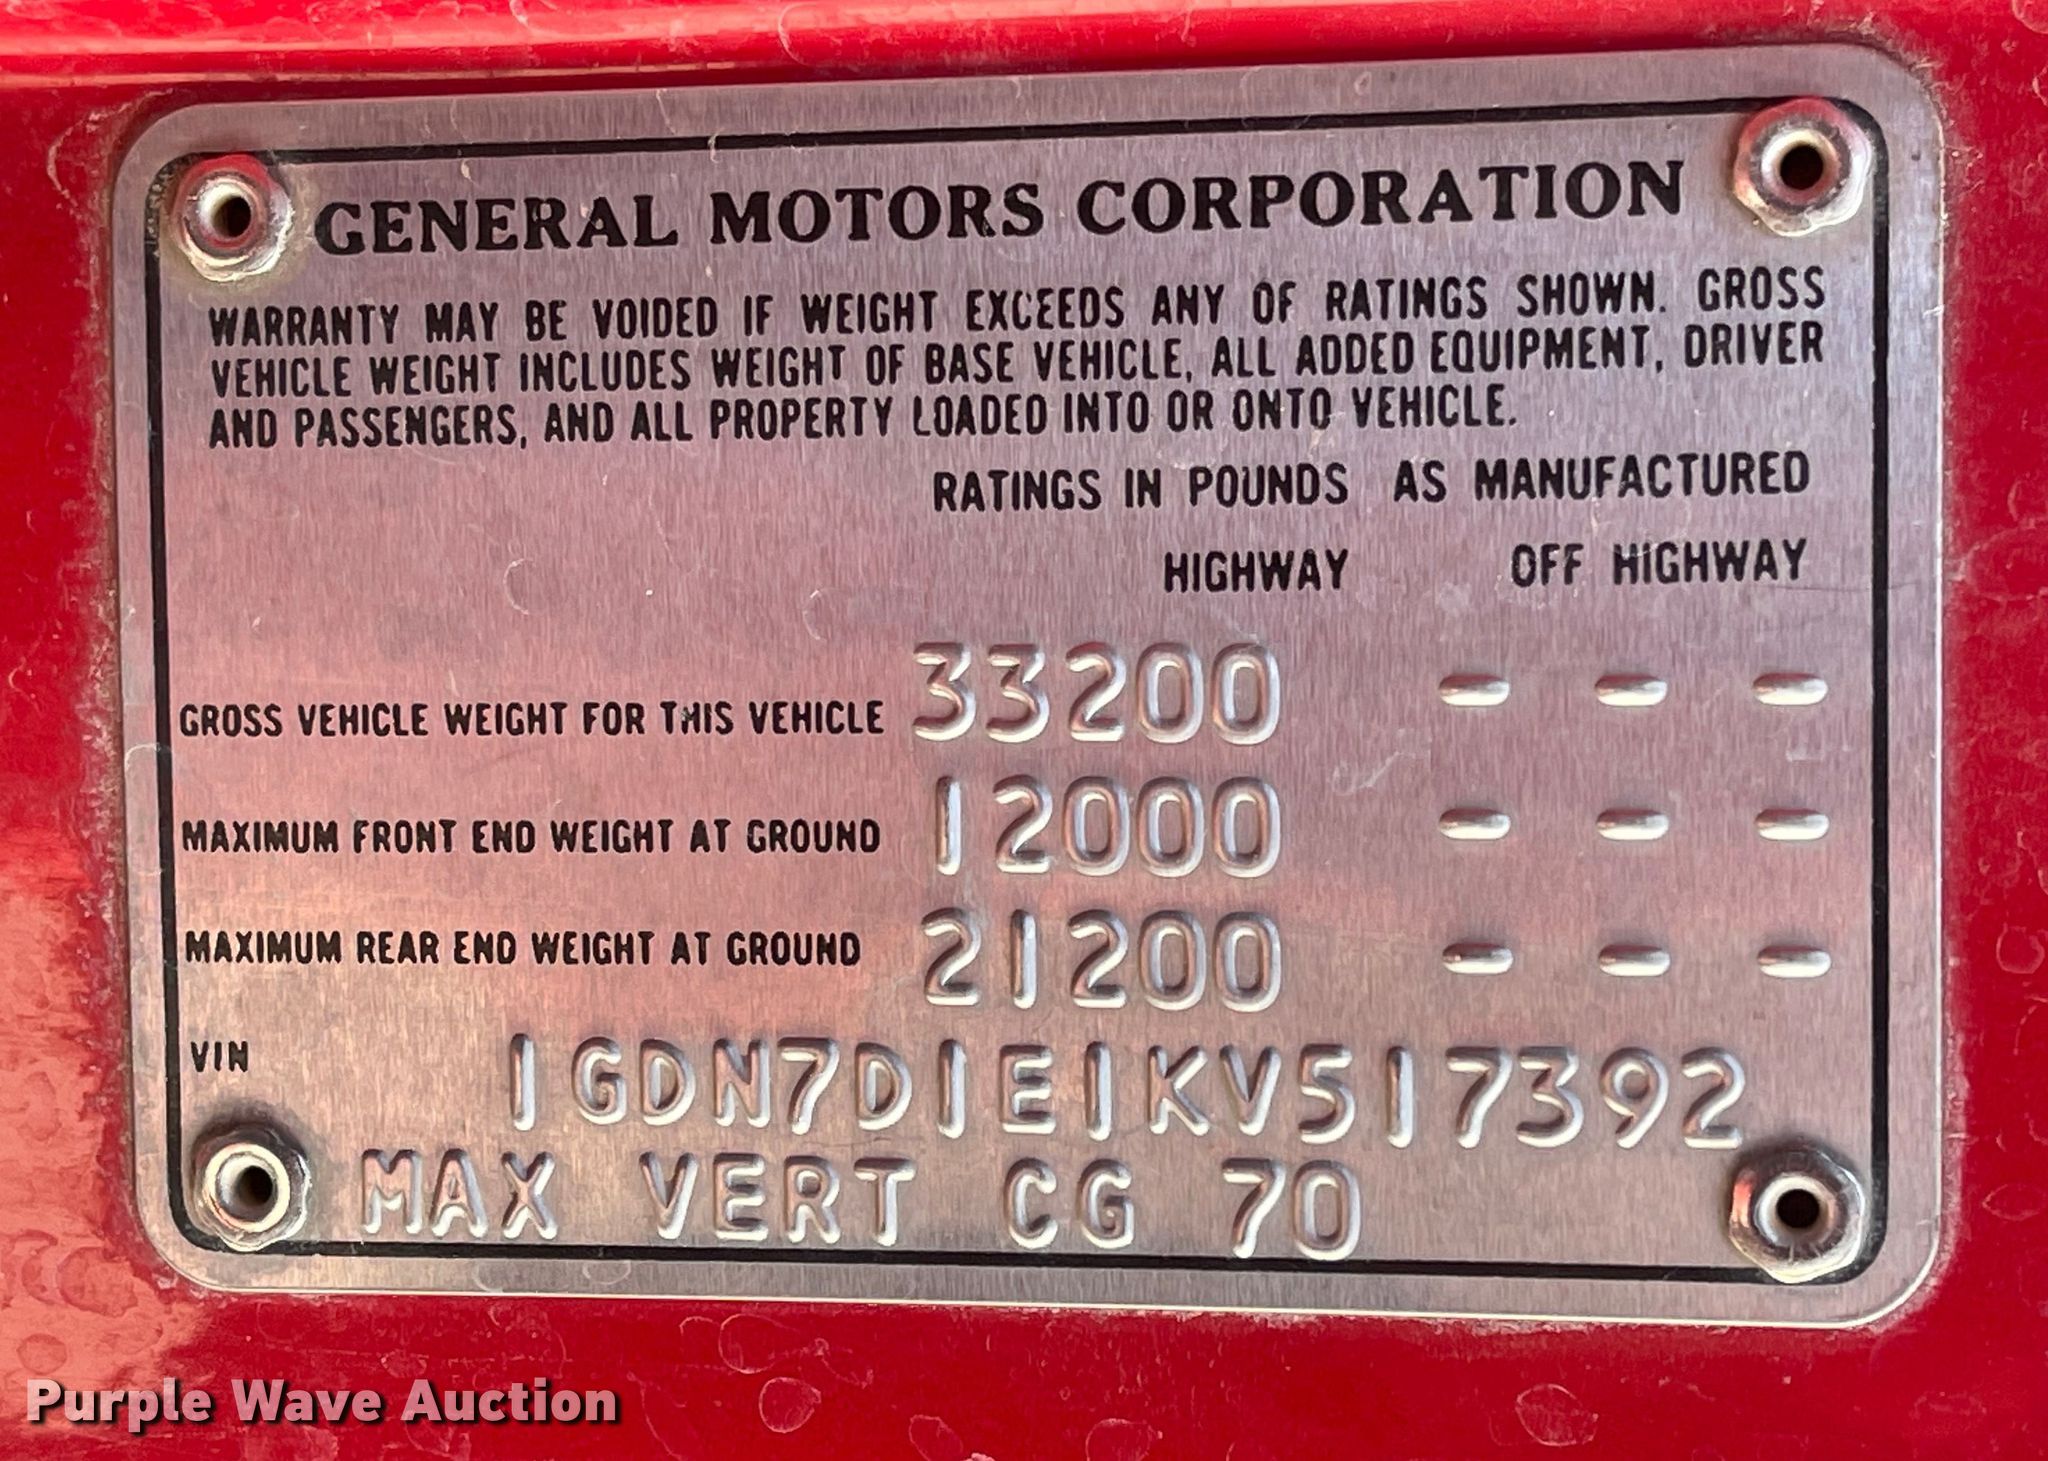 GENERAL MOTORS CORPORATION
WARRANTY MAY BE VOIDED IF WEIGHT EXCEEDS ANY OF RATINGS SHOWN. GROSS
VEHICLE WEIGHT INCLUDES WEIGHT OF BASE VEHICLE, ALL ADDED EQUIPMENT, DRIVER
AND PASSENGERS, AND ALL PROPERTY LOADED INTO OR ONTO VEHICLE.
RATINGS IN POUNDS AS MANUFACTURED
HIGHWAY OFF HIGHWAY
GROSS VEHICLE WEIGHT FOR THIS VEHICLE 33200 - - -
MAXIMUM FRONT END WEIGHT AT GROUND 12000 - - -
MAXIMUM REAR END WEIGHT AT GROUND 21200 - - -
VIN 1GDN7D1E1KV517392
MAX VERT CG 70
Purple Wave Auction